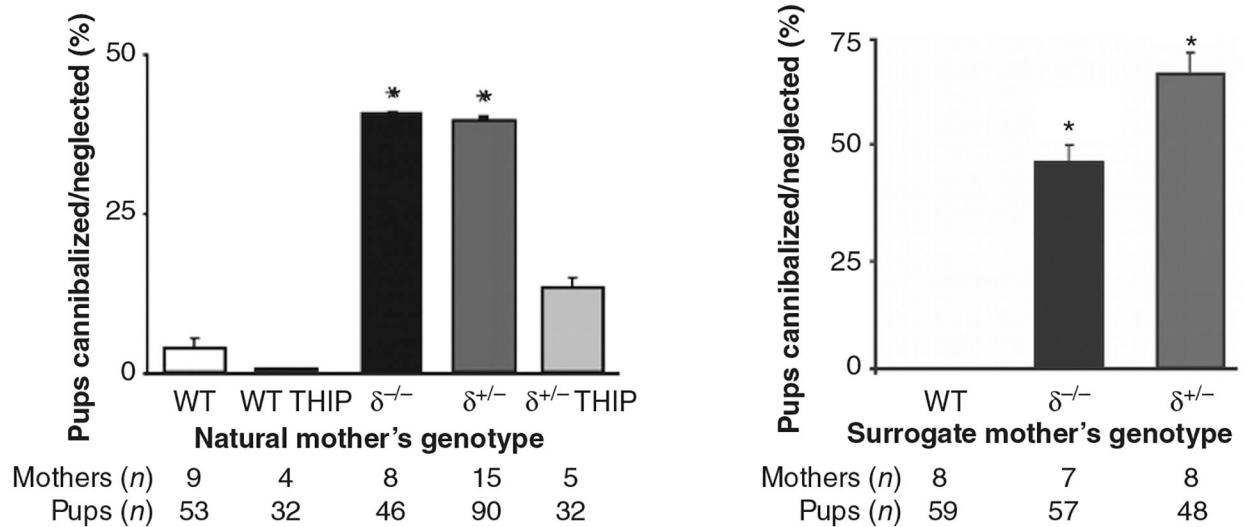 Pups cannibalized/neglected (%)
50
25
0
* *
WT WT THIP δ–/– δ+/– δ+/– THIP
Natural mother's genotype
Mothers (n) 9 4 8 15 5
Pups (n) 53 32 46 90 32
Pups cannibalized/neglected (%)
75
50
25
0
* *
WT δ–/– δ+/–
Surrogate mother's genotype
8 7 8
59 57 48